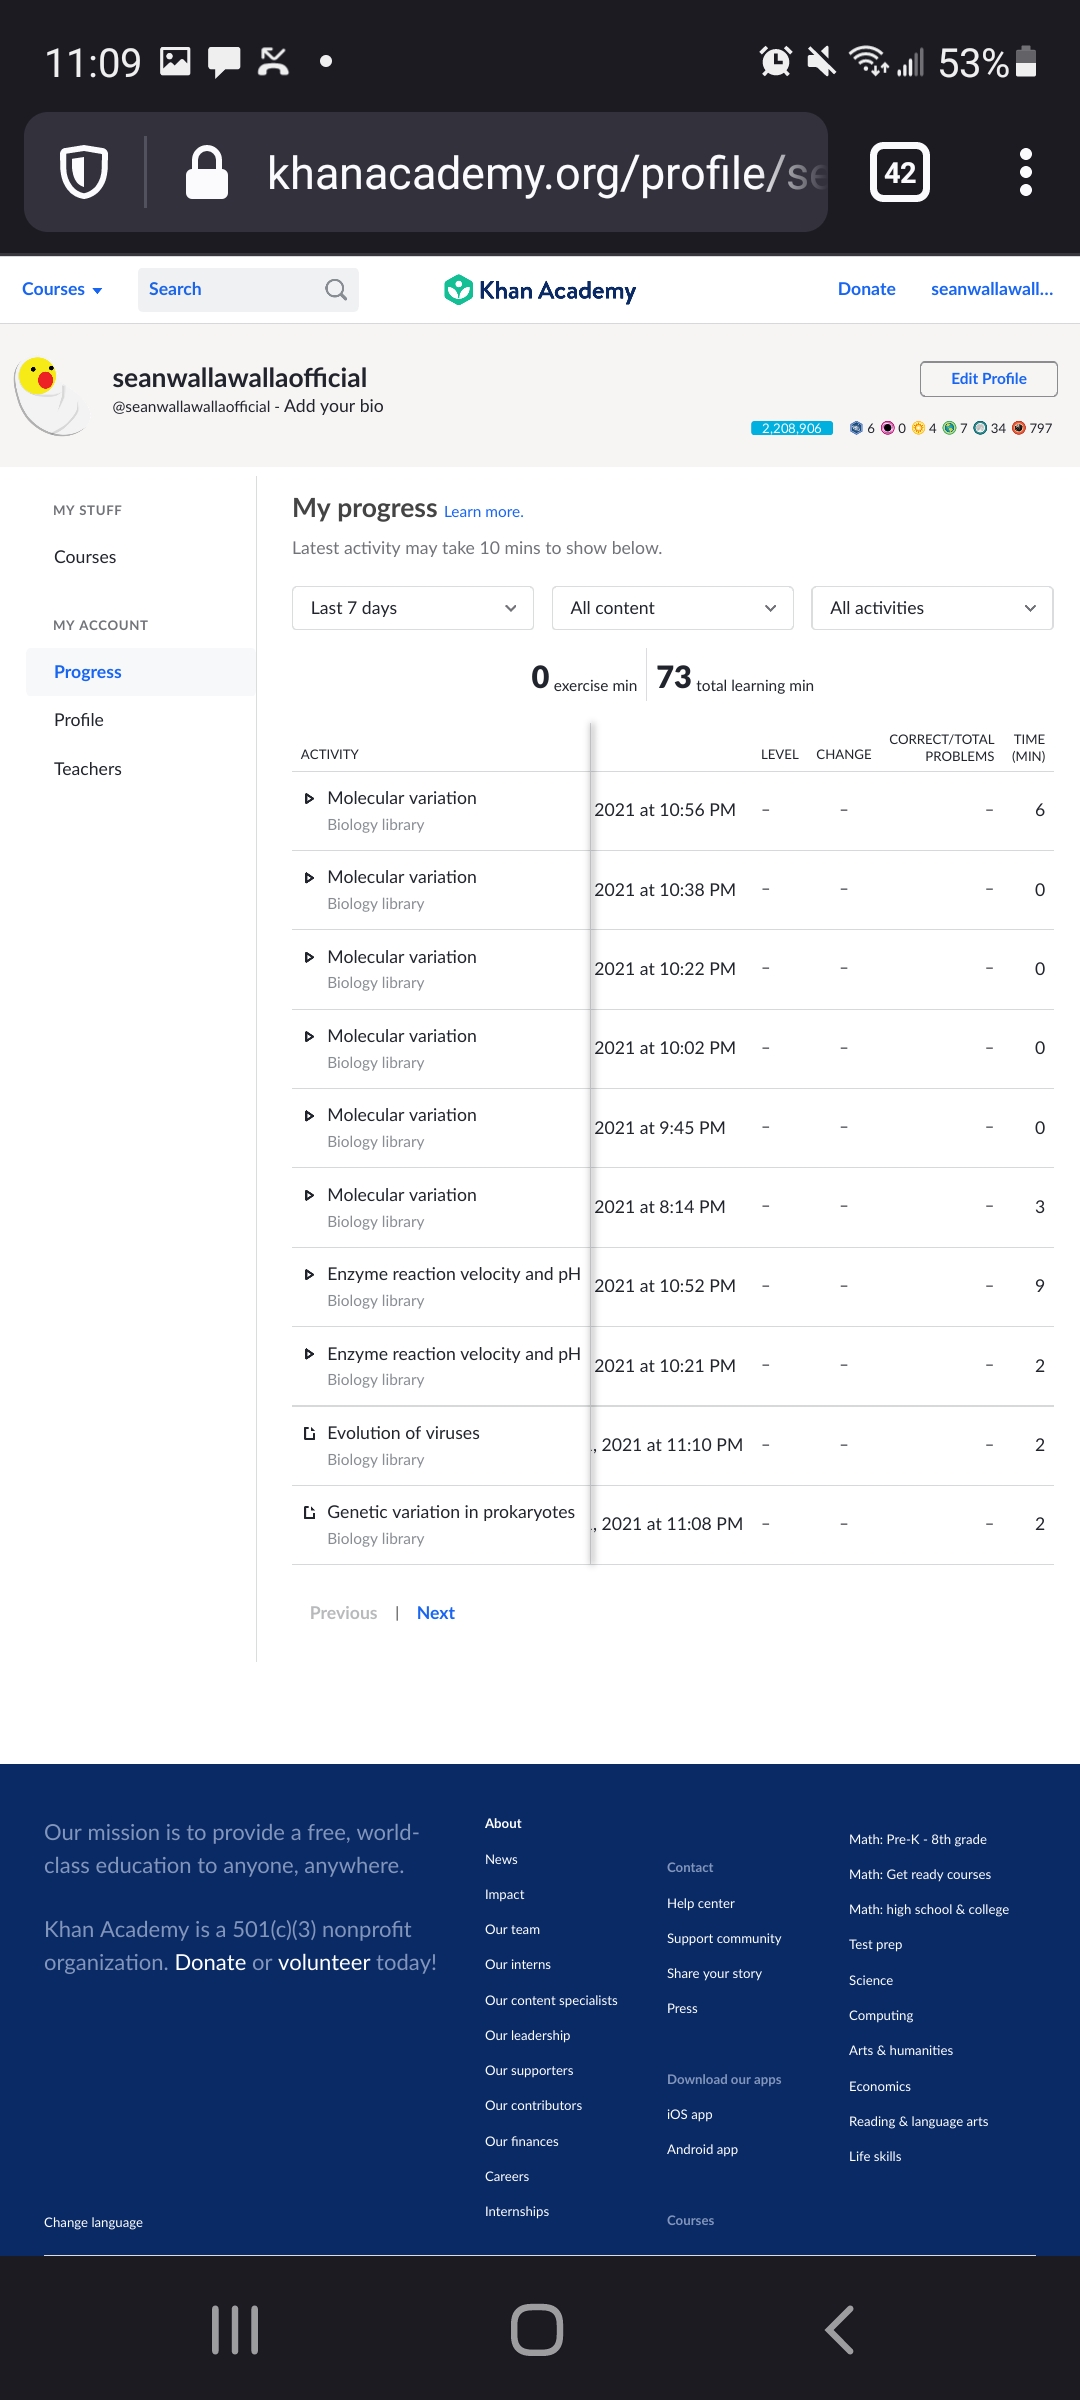 11:09 53%
khanacademy.org/profile/se
42
Courses Search Khan Academy Donate seanwallawall...
seanwallawallaofficial
@seanwallawallaofficial - Add your bio
Edit Profile
2,208,906 6 0 4 7 34 797
MY STUFF
Courses
MY ACCOUNT
Progress
Profile
Teachers
My progress Learn more.
Latest activity may take 10 mins to show below.
Last 7 days All content All activities
0 exercise min 73 total learning min
ACTIVITY LEVEL CHANGE CORRECT/TOTAL PROBLEMS TIME (MIN)
Molecular variation
Biology library
2021 at 10:56 PM – – – 6
Molecular variation
Biology library
2021 at 10:38 PM – – – 0
Molecular variation
Biology library
2021 at 10:22 PM – – – 0
Molecular variation
Biology library
2021 at 10:02 PM – – – 0
Molecular variation
Biology library
2021 at 9:45 PM – – – 0
Molecular variation
Biology library
2021 at 8:14 PM – – – 3
Enzyme reaction velocity and pH
Biology library
2021 at 10:52 PM – – – 9
Enzyme reaction velocity and pH
Biology library
2021 at 10:21 PM – – – 2
Evolution of viruses
Biology library
, 2021 at 11:10 PM – – – 2
Genetic variation in prokaryotes
Biology library
, 2021 at 11:08 PM – – – 2
Previous | Next
Our mission is to provide a free, world-
class education to anyone, anywhere.
Khan Academy is a 501(c)(3) nonprofit
organization. Donate or volunteer today!
Change language
About
News
Impact
Our team
Our interns
Our content specialists
Our leadership
Our supporters
Our contributors
Our finances
Careers
Internships
Contact
Help center
Support community
Share your story
Press
Download our apps
iOS app
Android app
Courses
Math: Pre-K - 8th grade
Math: Get ready courses
Math: high school & college
Test prep
Science
Computing
Arts & humanities
Economics
Reading & language arts
Life skills